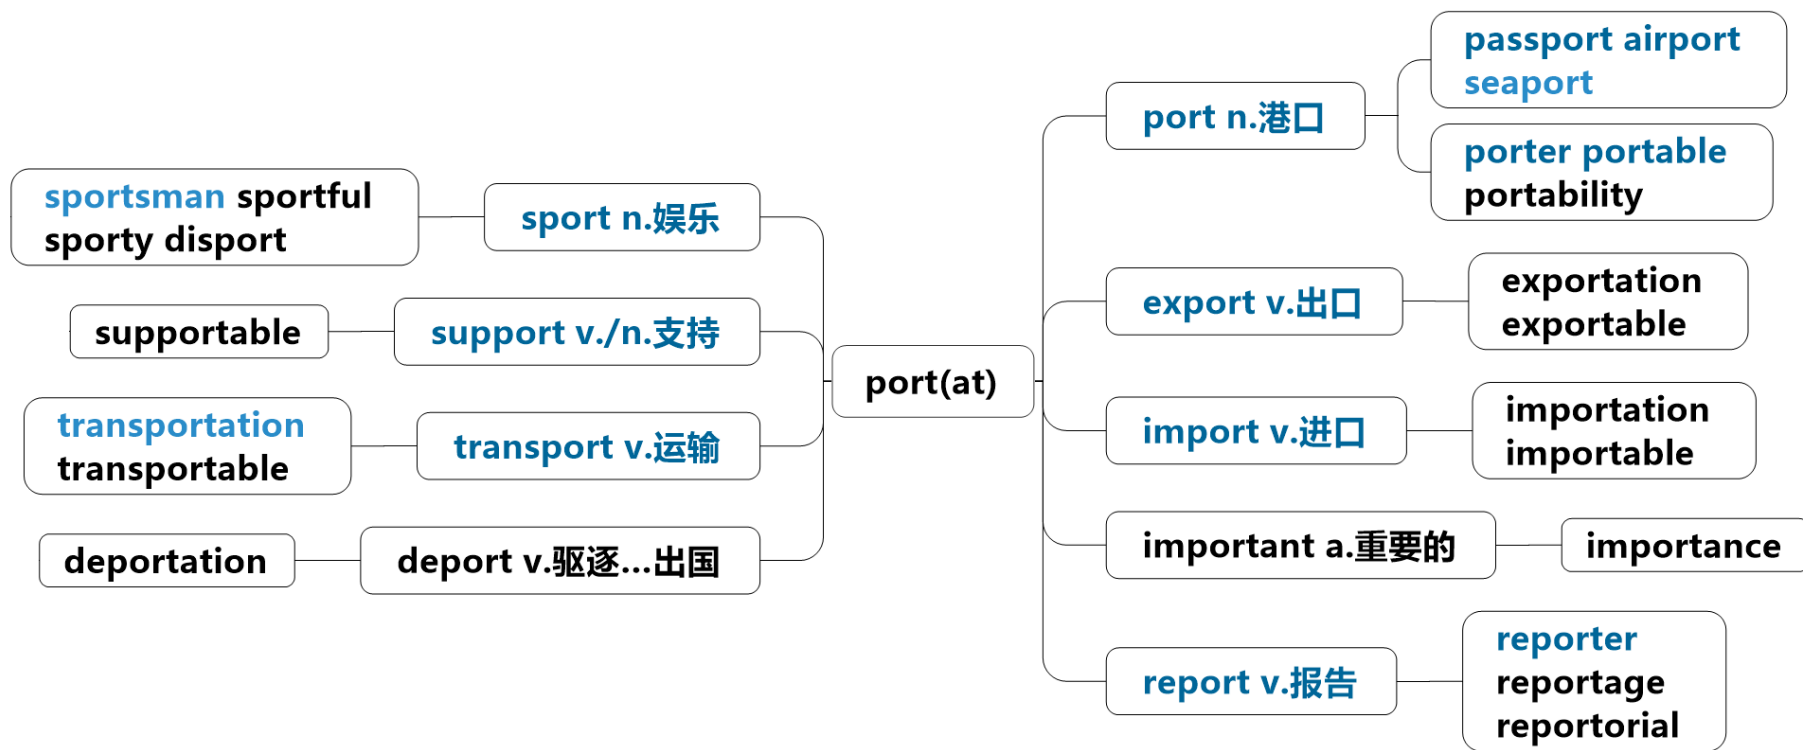 sportsman sportful
sporty disport
sport n.娱乐
supportable
support v./n.支持
transportation
transportable
transport v.运输
deportation
deport v.驱逐...出国
port(at)
port n.港口
passport airport
seaport
porter portable
portability
export v.出口
exportation
exportable
import v.进口
importation
importable
important a.重要的
importance
report v.报告
reporter
reportage
reportorial